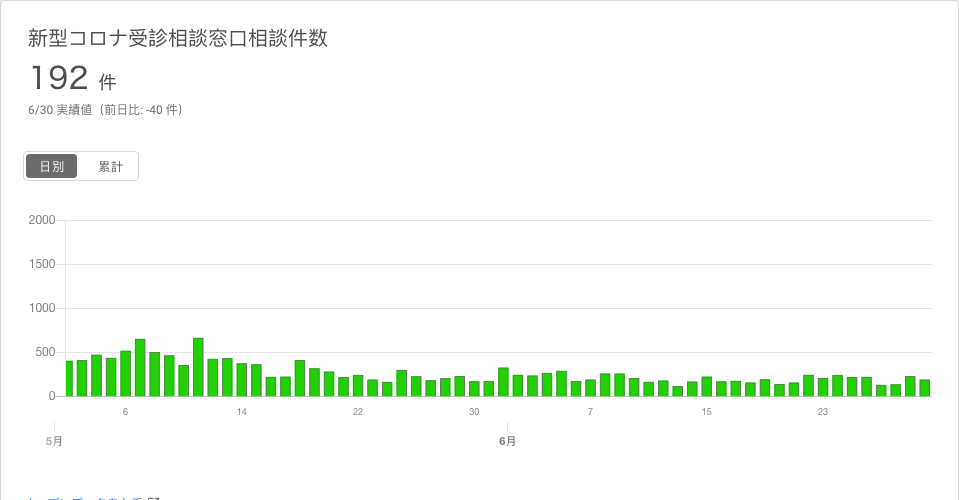 新型コロナ受診相談窓口相談件数
192 件
6/30 実績値（前日比: -40 件）
日別 累計
2000
1500
1000
500
0
6 14 22 30 7 15 23
5月 6月